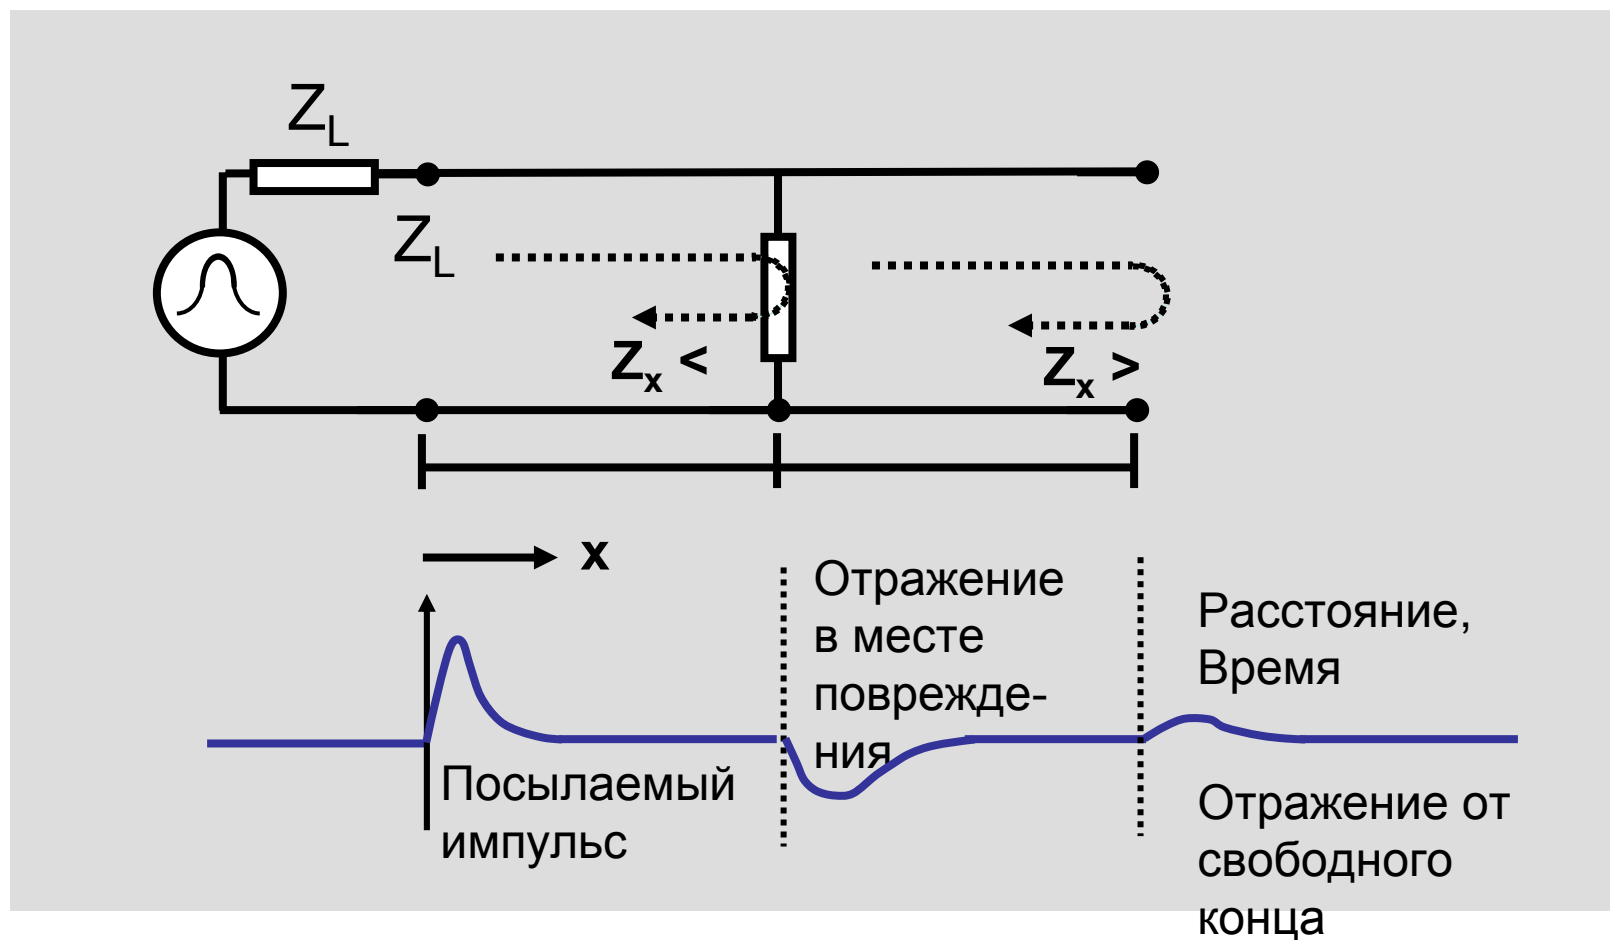 Z_L
Z_L
Z_x <
Z_x >
x
Отражение
в месте
поврежде-
ния
Расстояние,
Время
Посылаемый
импульс
Отражение от
свободного
конца